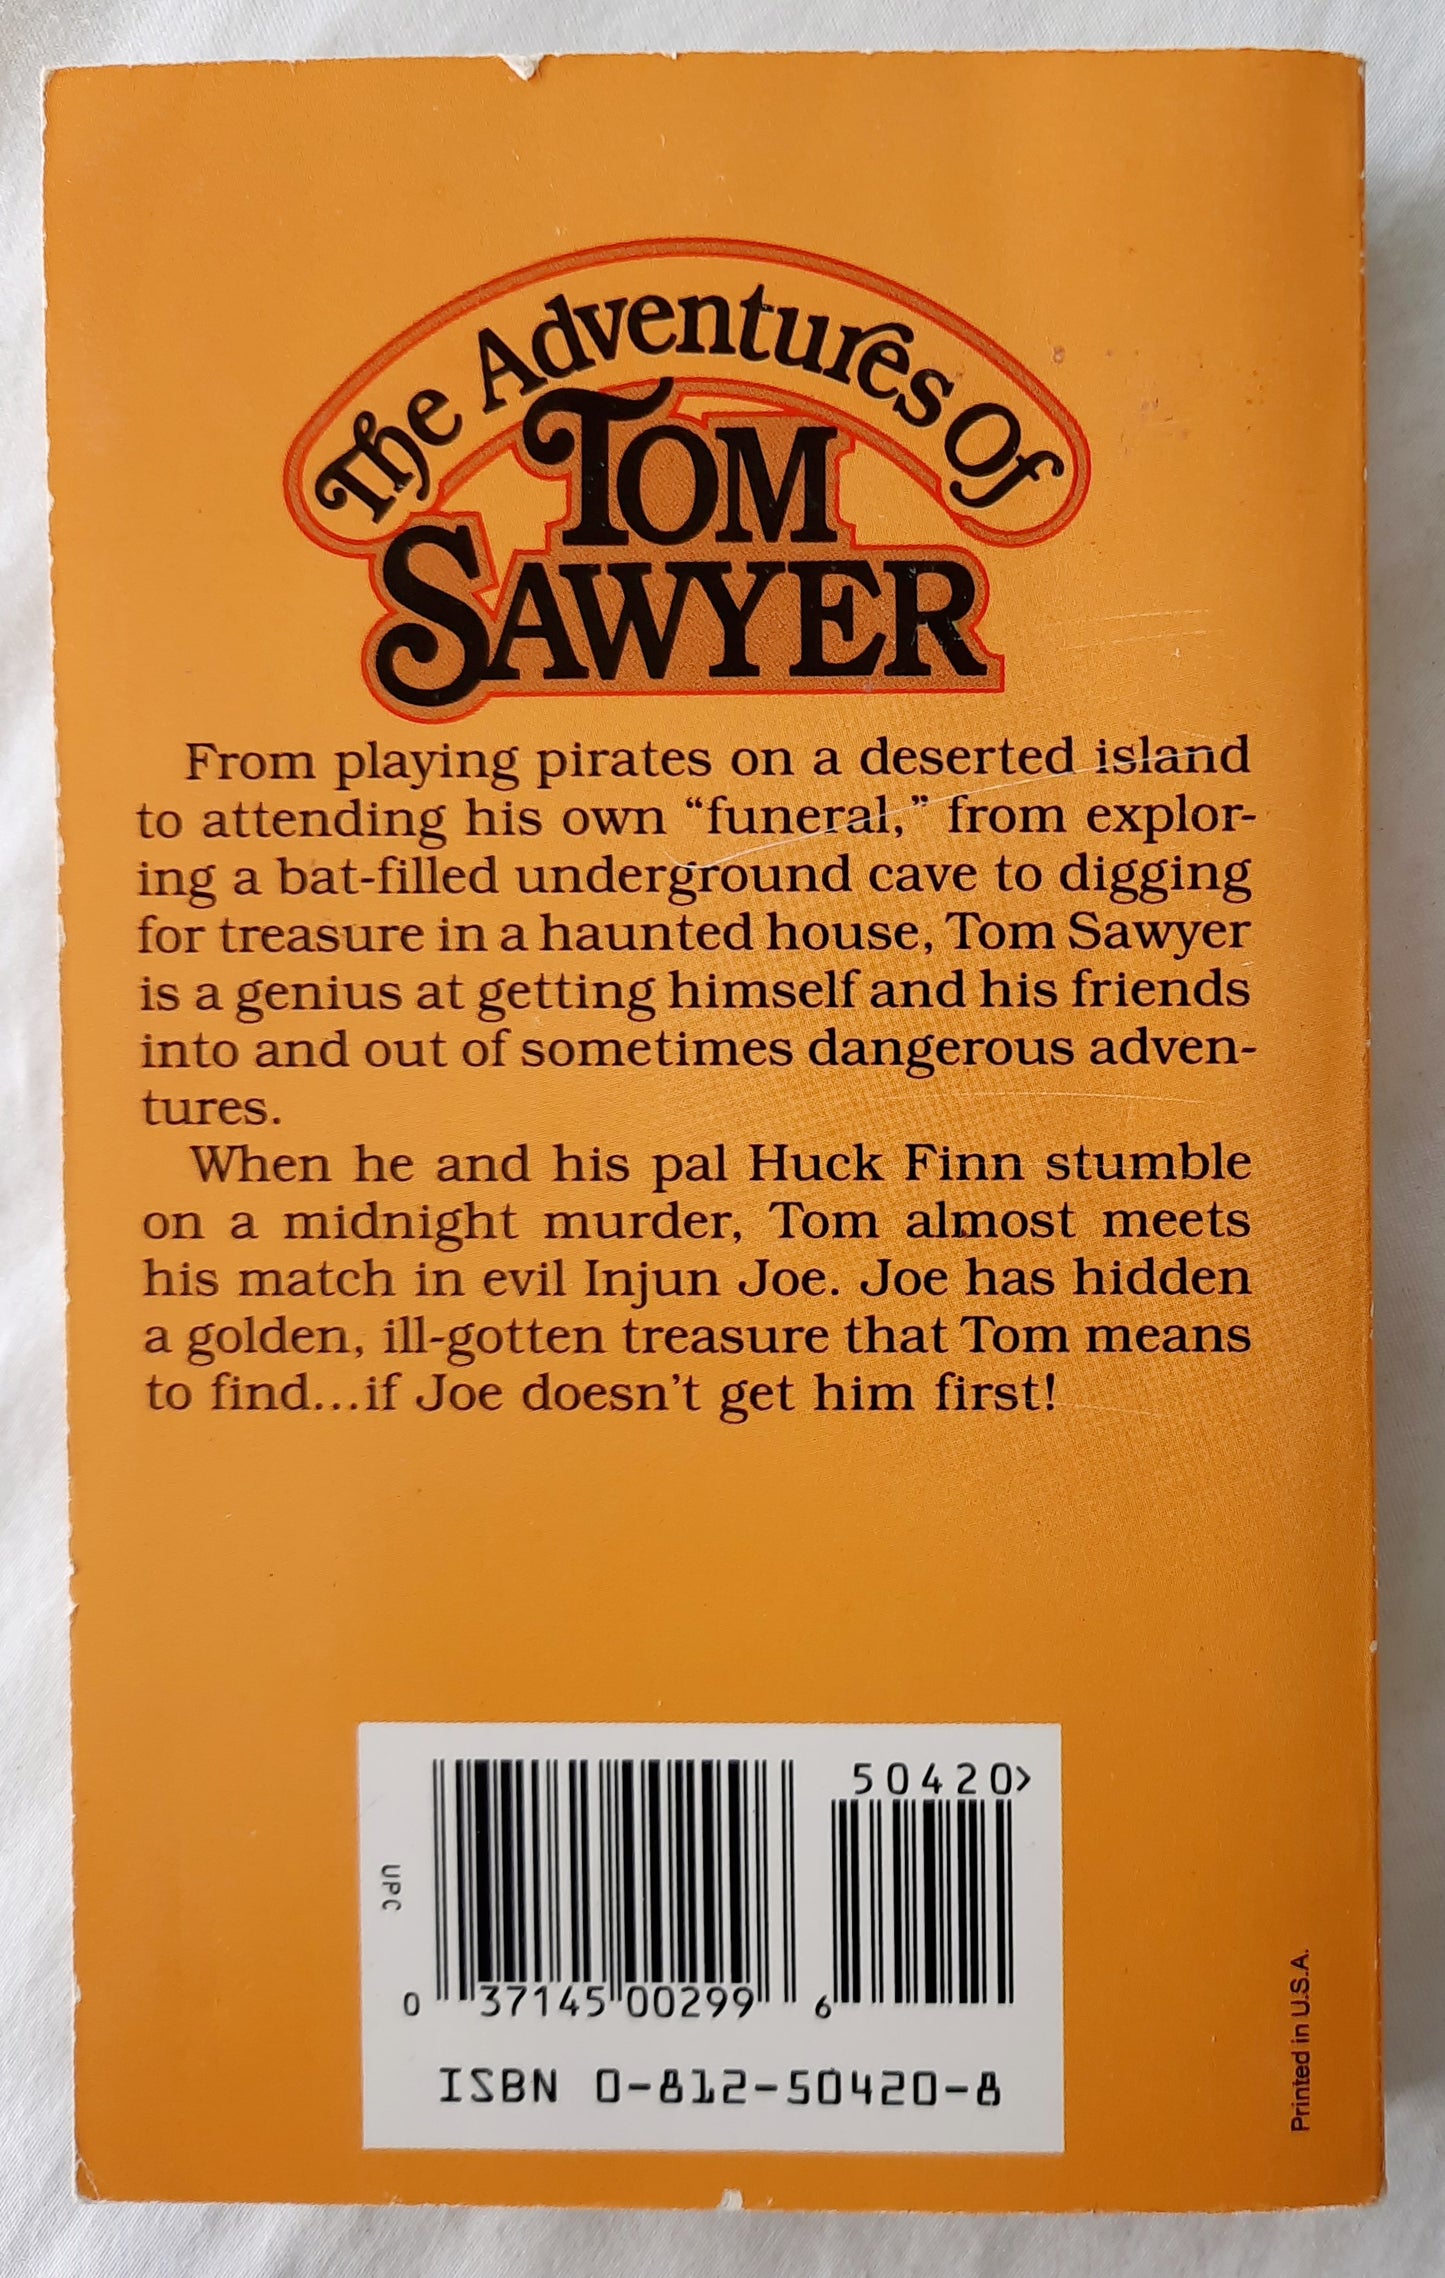 The Adventures Of
TOM
SAWYER
From playing pirates on a deserted island
to attending his own “funeral,” from explor-
ing a bat-filled underground cave to digging
for treasure in a haunted house, Tom Sawyer
is a genius at getting himself and his friends
into and out of sometimes dangerous adven-
tures.
When he and his pal Huck Finn stumble
on a midnight murder, Tom almost meets
his match in evil Injun Joe. Joe has hidden
a golden, ill-gotten treasure that Tom means
to find...if Joe doesn't get him first!
50420>
UPC
0 37145 00299 6
ISBN 0-812-50420-8
Printed in U.S.A.